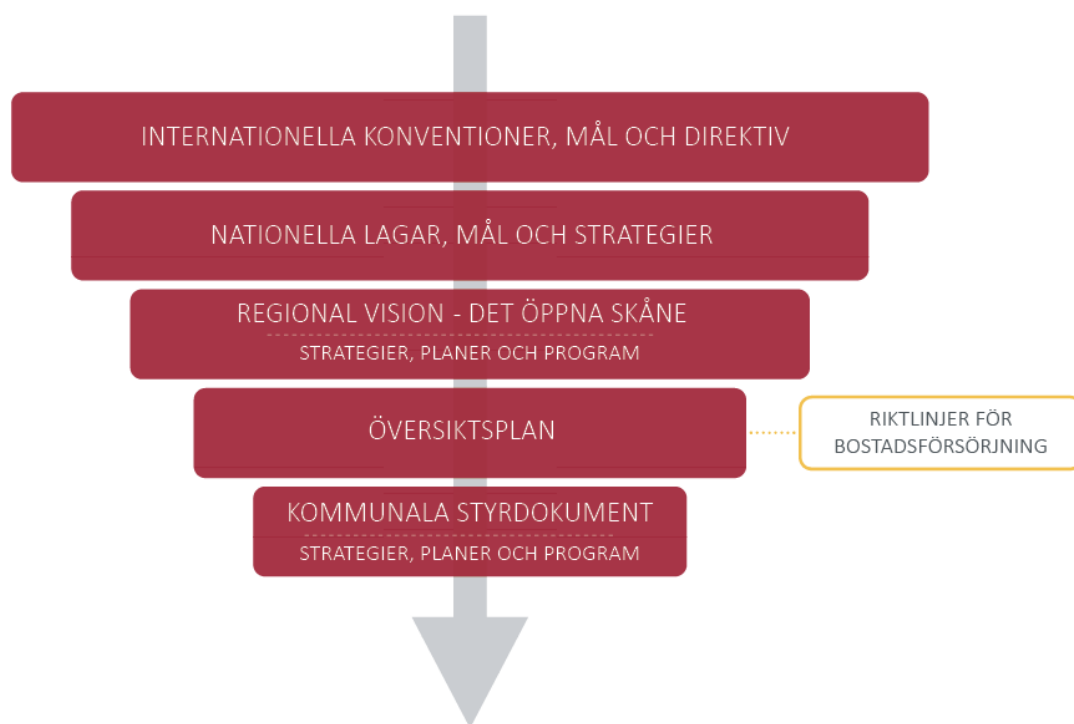 INTERNATIONELLA KONVENTIONER, MÅL OCH DIREKTIV
NATIONELLA LAGAR, MÅL OCH STRATEGIER
REGIONAL VISION - DET ÖPPNA SKÅNE
STRATEGIER, PLANER OCH PROGRAM
ÖVERSIKTSPLAN
RIKTLINJER FÖR
BOSTADSFÖRSÖRJNING
KOMMUNALA STYRDOKUMENT
STRATEGIER, PLANER OCH PROGRAM